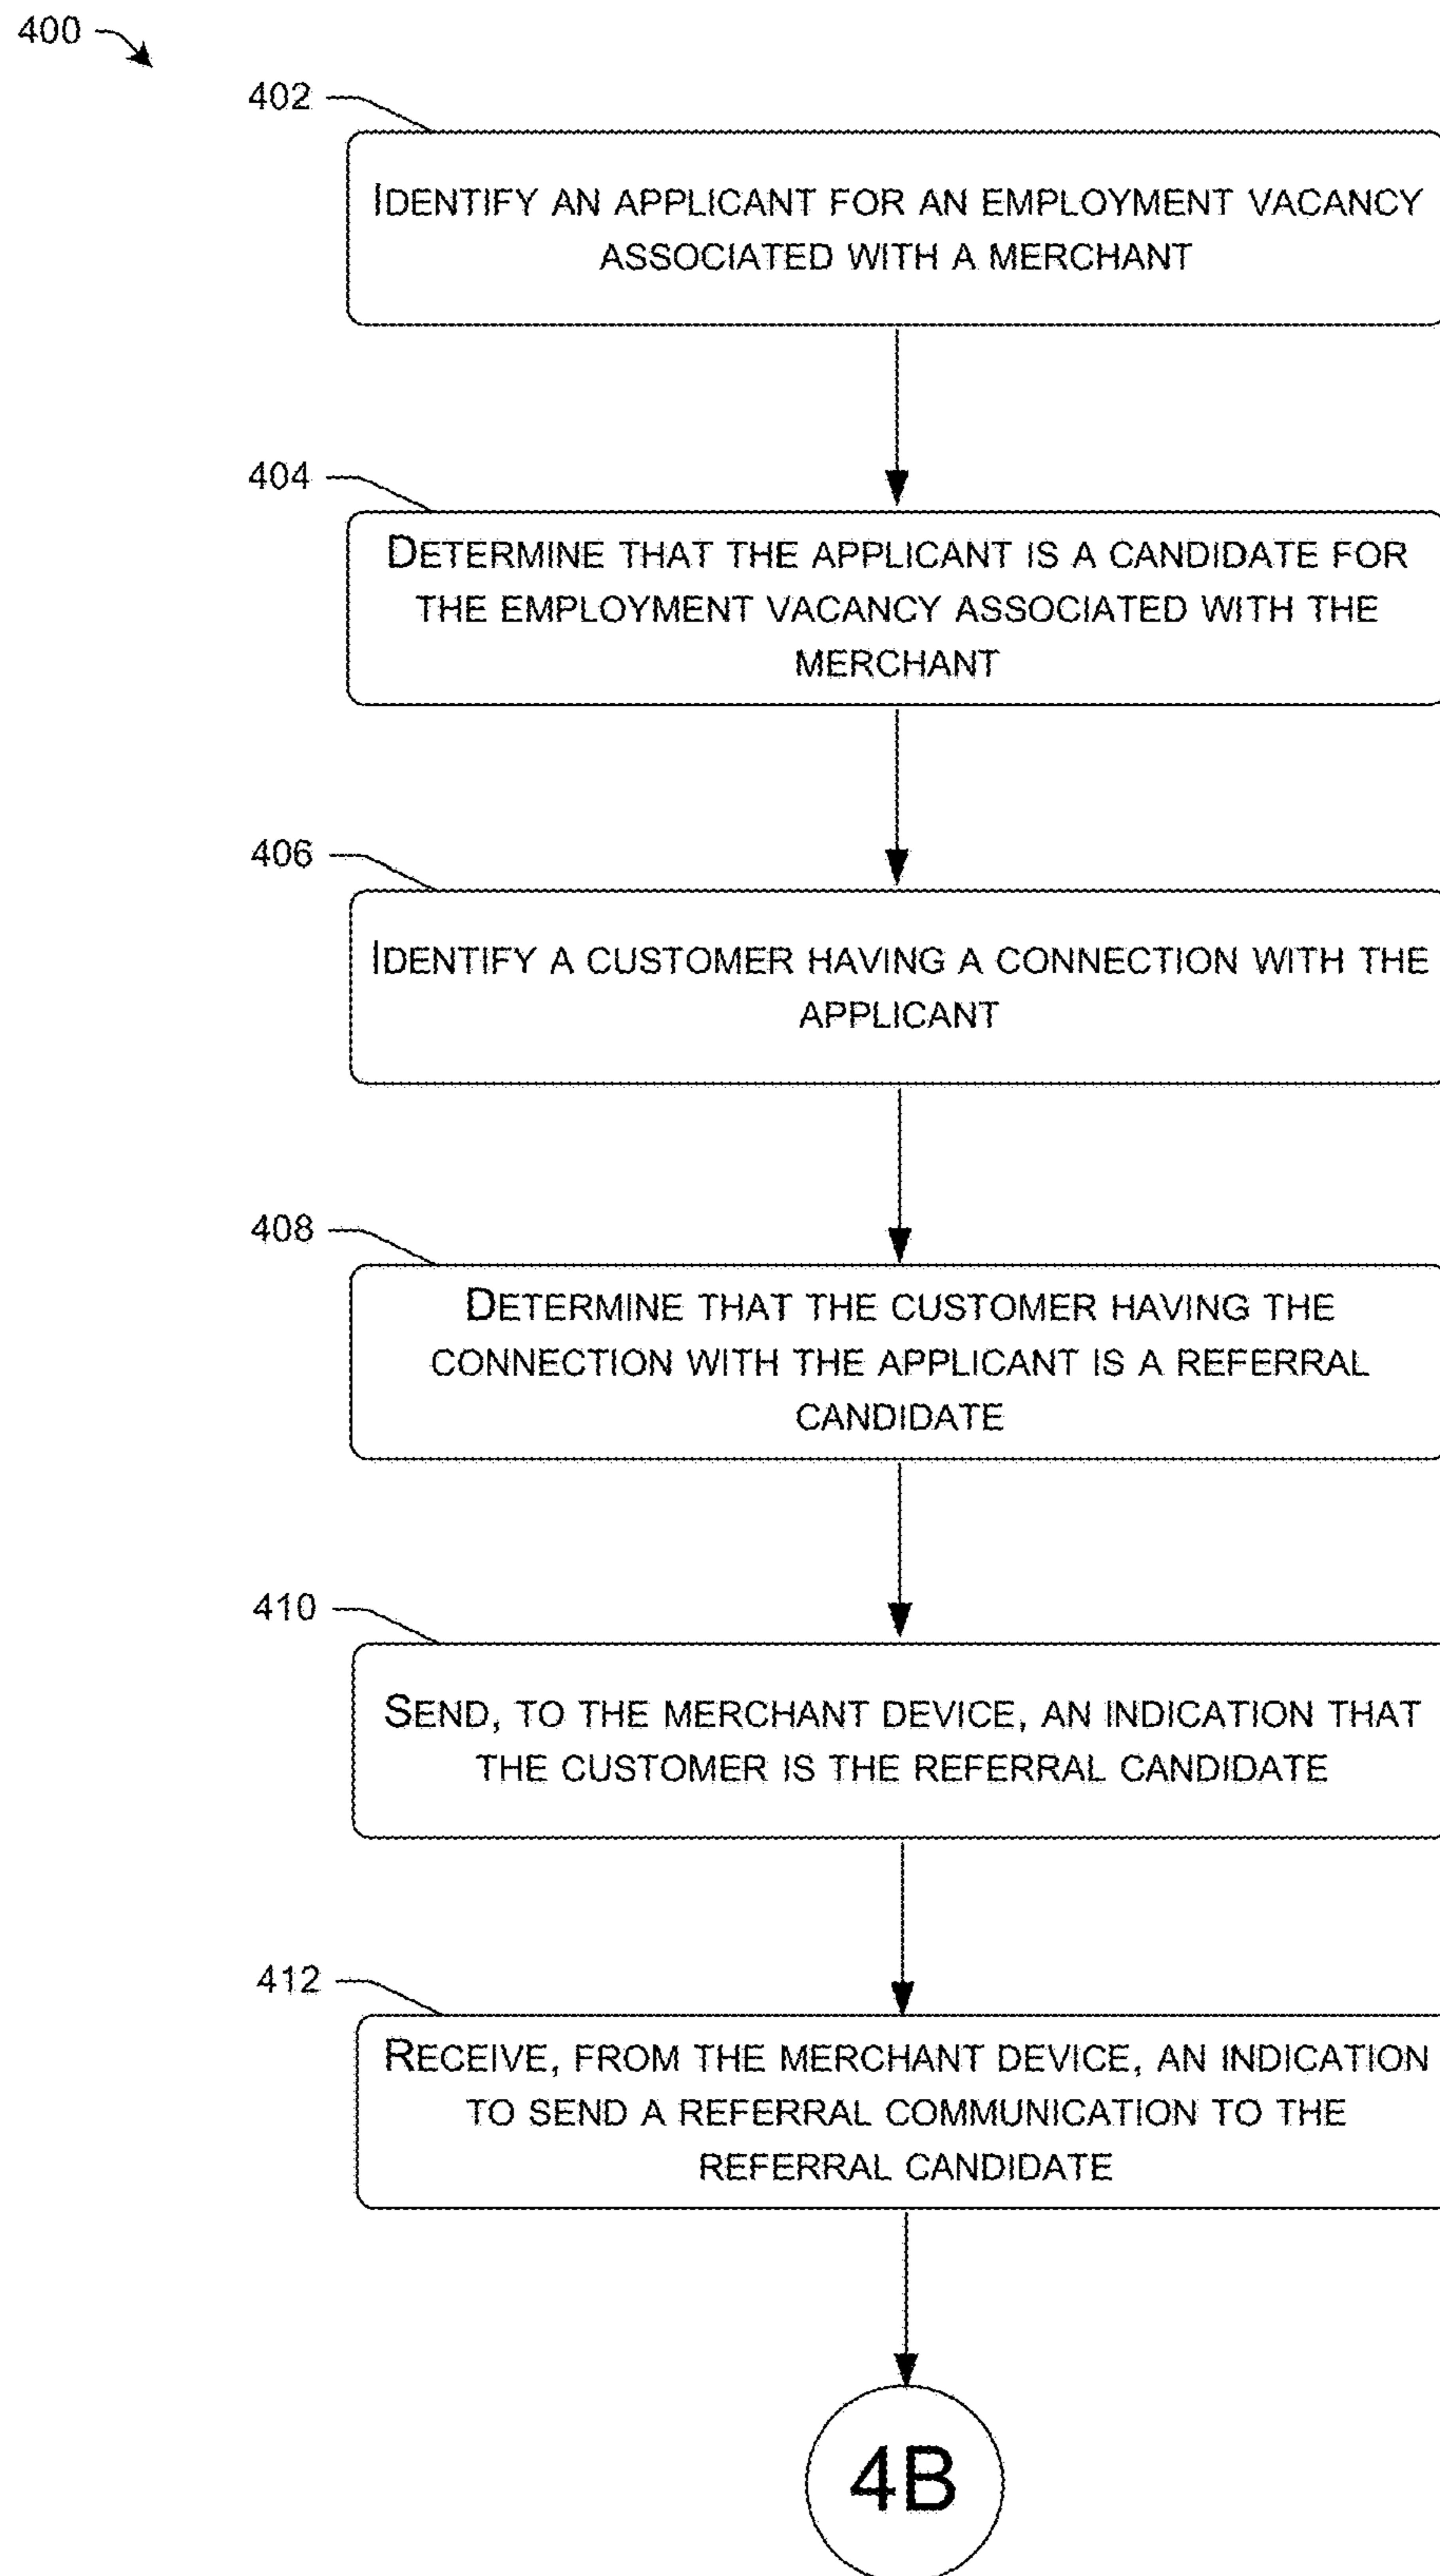 400
402
IDENTIFY AN APPLICANT FOR AN EMPLOYMENT VACANCY
ASSOCIATED WITH A MERCHANT
404
DETERMINE THAT THE APPLICANT IS A CANDIDATE FOR
THE EMPLOYMENT VACANCY ASSOCIATED WITH THE
MERCHANT
406
IDENTIFY A CUSTOMER HAVING A CONNECTION WITH THE
APPLICANT
408
DETERMINE THAT THE CUSTOMER HAVING THE
CONNECTION WITH THE APPLICANT IS A REFERRAL
CANDIDATE
410
SEND, TO THE MERCHANT DEVICE, AN INDICATION THAT
THE CUSTOMER IS THE REFERRAL CANDIDATE
412
RECEIVE, FROM THE MERCHANT DEVICE, AN INDICATION
TO SEND A REFERRAL COMMUNICATION TO THE
REFERRAL CANDIDATE
4B